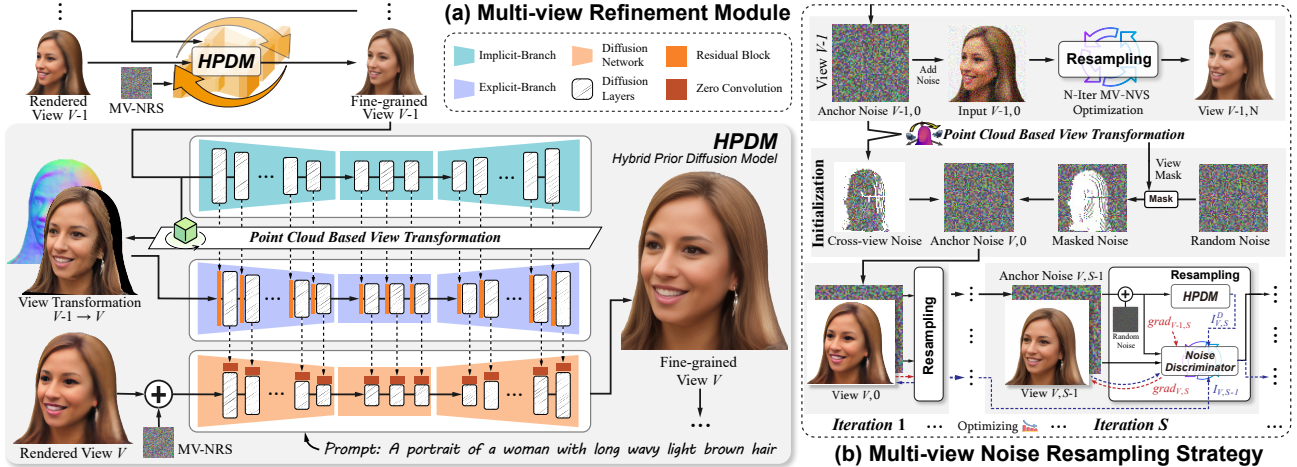 (a) Multi-view Refinement Module
HPDM
MV-NRS
Rendered
View V-1
Fine-grained
View V-1
Implicit-Branch
Explicit-Branch
Diffusion
Network
Diffusion
Layers
Residual Block
Zero Convolution
HPDM
Hybrid Prior Diffusion Model
Point Cloud Based View Transformation
View Transformation
V-1 → V
Rendered View V
MV-NRS
Prompt: A portrait of a woman with long wavy light brown hair
Fine-grained
View V
...
View V-1
Anchor Noise V-1,0
Add
Noise
Input V-1,0
Resampling
N-Iter MV-NVS
Optimization
View V-1,N
Point Cloud Based View Transformation
View
Mask
Mask
Initialization
Cross-view Noise
Anchor Noise V,0
Masked Noise
Random Noise
Resampling
View V,0
Anchor Noise V,S-1
View V,S-1
Resampling
HPDM
Random
Noise
grad V-1,S
I D V,S
Noise
Discriminator
grad V,S
I V,S-1
Iteration 1
...
Optimizing
Iteration S
...
(b) Multi-view Noise Resampling Strategy